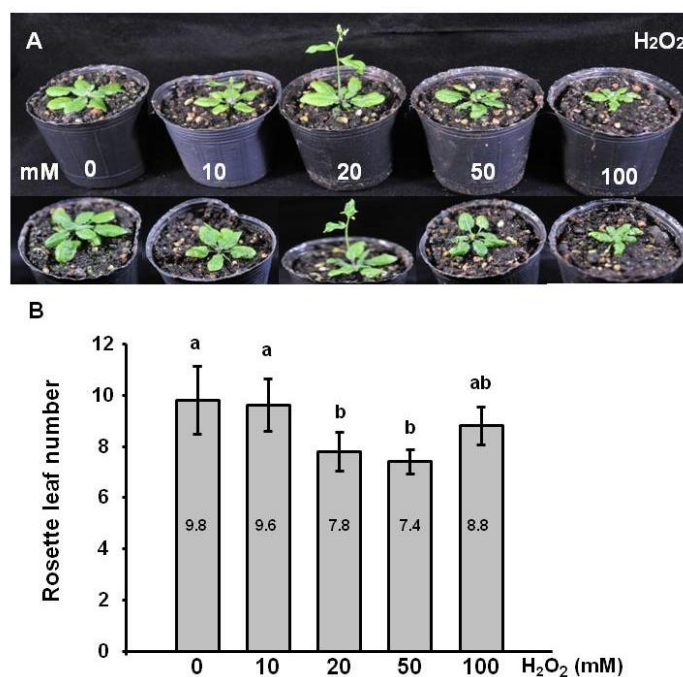 A H₂O₂
mM 0 10 20 50 100
B
12
a a ab
b b
10
8
6
9.8 9.6 7.8 7.4 8.8
4
2
0
Rosette leaf number
0 10 20 50 100 H₂O₂ (mM)